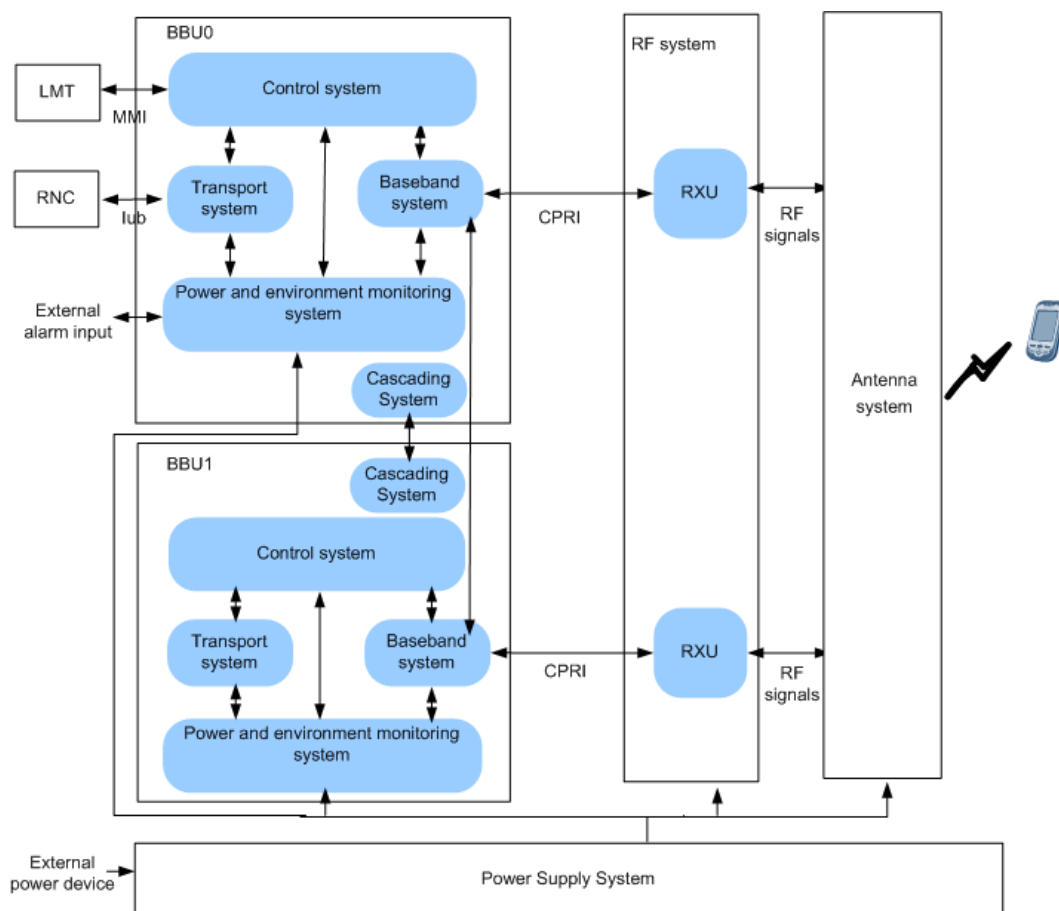 BBU0
RF system
Control system
LMT
MMI
Transport
system
Baseband
system
RNC
Iub
CPRI
RXU
RF
signals
Power and environment monitoring
system
External
alarm input
Cascading
System
Antenna
system
BBU1
Cascading
System
Control system
Transport
system
Baseband
system
CPRI
RXU
RF
signals
Power and environment monitoring
system
External
power device
Power Supply System